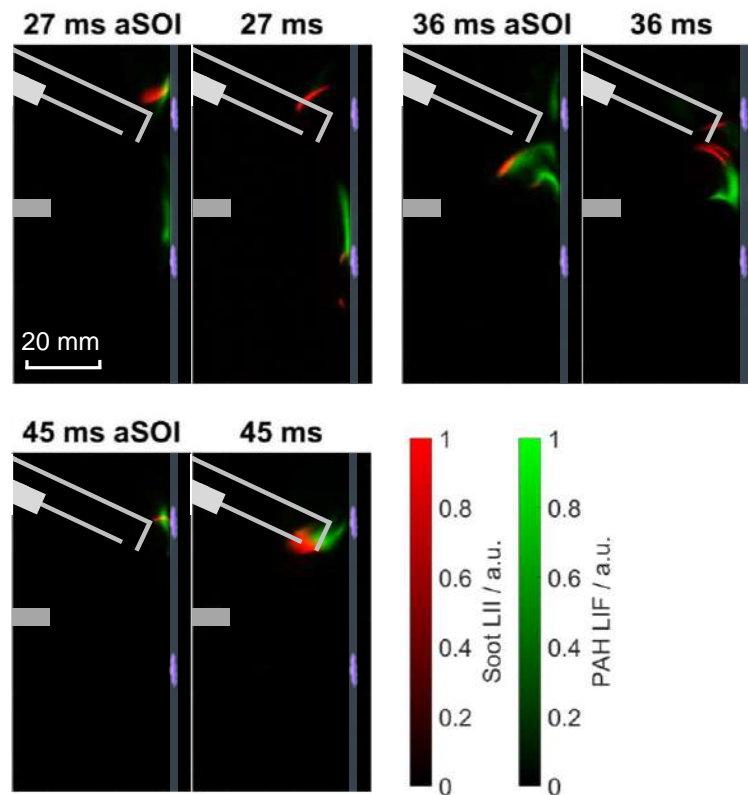 27 ms aSOI
27 ms
36 ms aSOI
36 ms
20 mm
45 ms aSOI
45 ms
1
0.8
0.6
0.4
0.2
0
Soot LII / a.u.
1
0.8
0.6
0.4
0.2
0
PAH LIF / a.u.